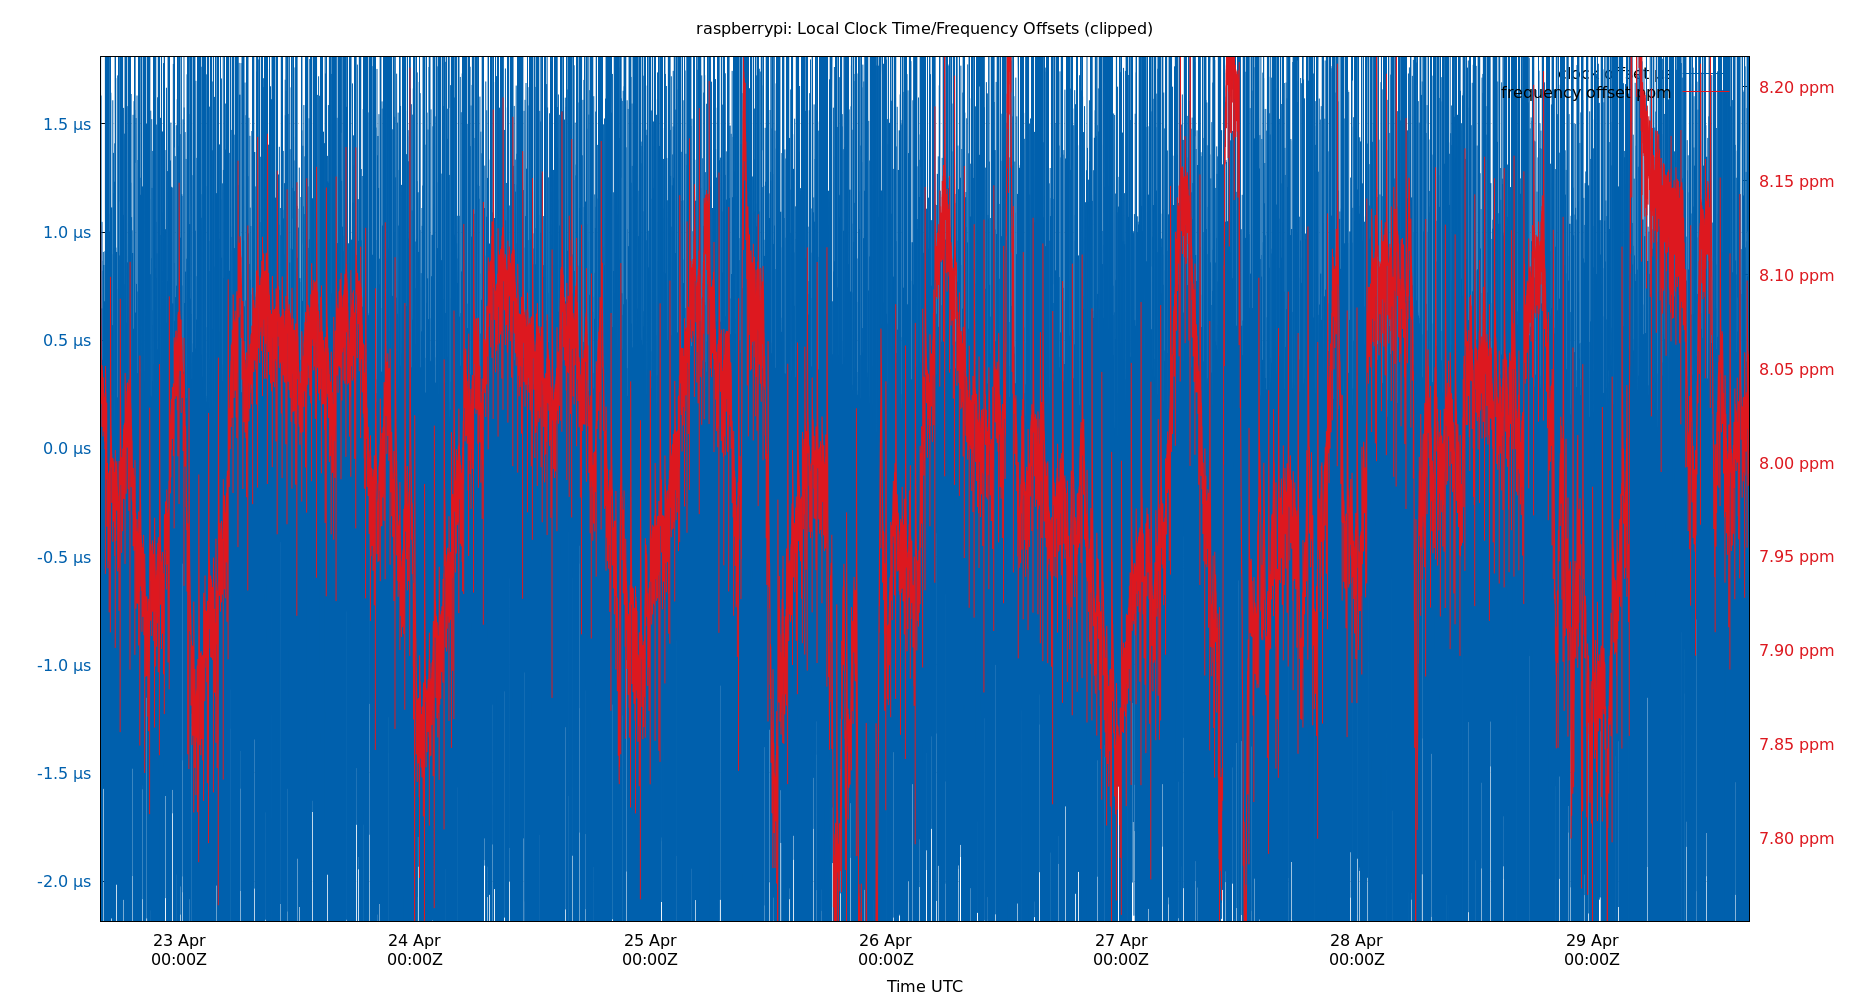 raspberrypi: Local Clock Time/Frequency Offsets (clipped)
clock offset µs
frequency offset ppm
1.5 µs
1.0 µs
0.5 µs
0.0 µs
-0.5 µs
-1.0 µs
-1.5 µs
-2.0 µs
8.20 ppm
8.15 ppm
8.10 ppm
8.05 ppm
8.00 ppm
7.95 ppm
7.90 ppm
7.85 ppm
7.80 ppm
23 Apr 24 Apr 25 Apr 26 Apr 27 Apr 28 Apr 29 Apr
00:00Z 00:00Z 00:00Z 00:00Z 00:00Z 00:00Z 00:00Z
Time UTC